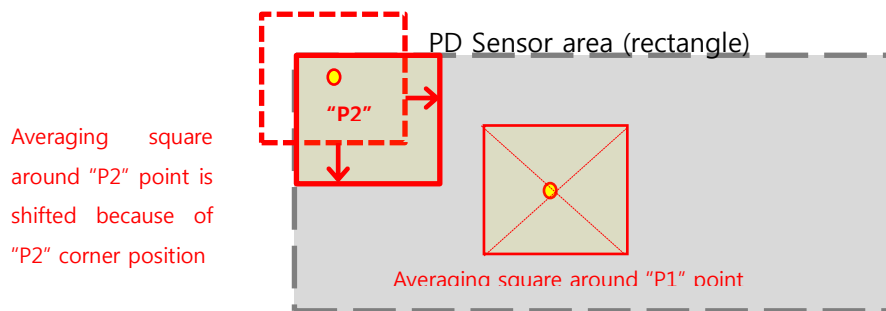 PD Sensor area (rectangle)
“P2”
Averaging square
around “P2” point is
shifted because of
“P2” corner position
Averaging square around “P1” point